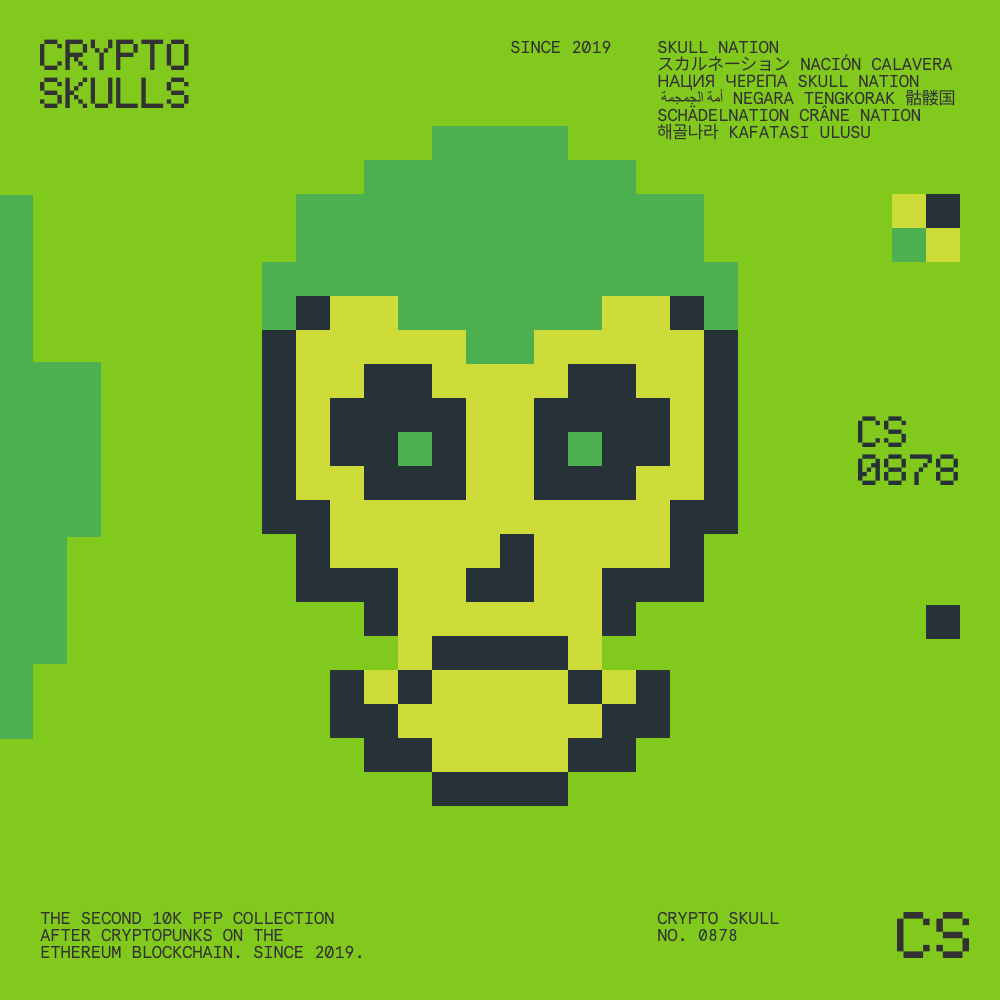 CRYPTO
SKULLS
SINCE 2019
SKULL NATION
スカルネーション NACIÓN CALAVERA
НАЦИЯ ЧЕРЕПА SKULL NATION
أمة الجمجمة NEGARA TENGKORAK 骷髅国
SCHÄDELNATION CRÂNE NATION
해골나라 KAFATASI ULUSU
CS
0878
THE SECOND 10K PFP COLLECTION
AFTER CRYPTOPUNKS ON THE
ETHEREUM BLOCKCHAIN. SINCE 2019.
CRYPTO SKULL
NO. 0878
CS